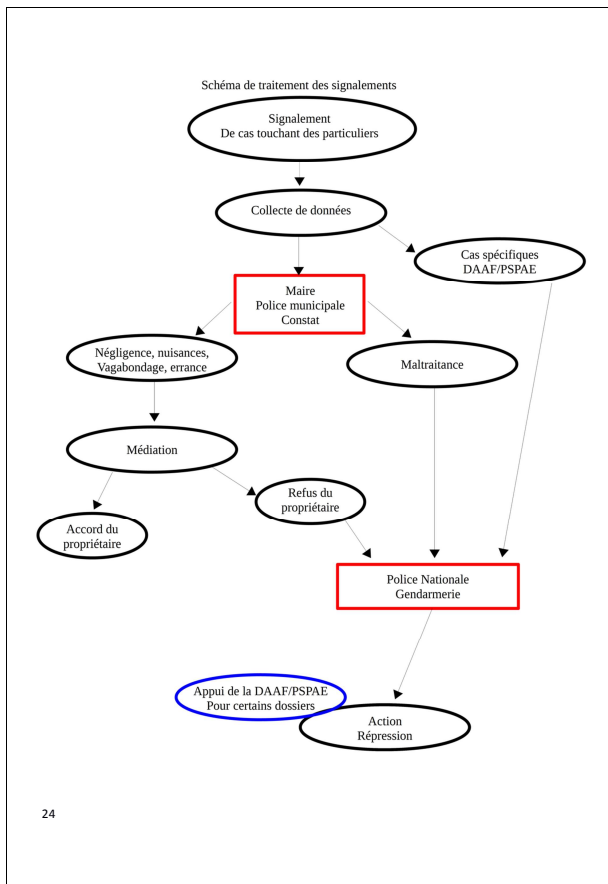 Schéma de traitement des signalements
Signalement
De cas touchant des particuliers
Collecte de données
Cas spécifiques
DAAF/PSPAE
Maire
Police municipale
Constat
Négligence, nuisances,
Vagabondage, errance
Maltraitance
Médiation
Refus du
propriétaire
Accord du
propriétaire
Police Nationale
Gendarmerie
Appui de la DAAF/PSPAE
Pour certains dossiers
Action
Répression
24